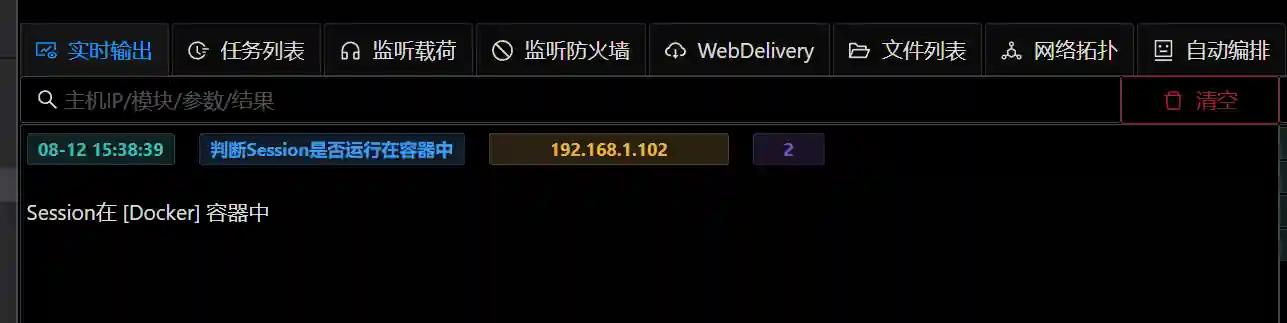 实时输出 任务列表 监听载荷 监听防火墙 WebDelivery 文件列表 网络拓扑 自动编排
主机IP/模块/参数/结果 清空
08-12 15:38:39 判断Session是否运行在容器中 192.168.1.102 2
Session在 [Docker] 容器中